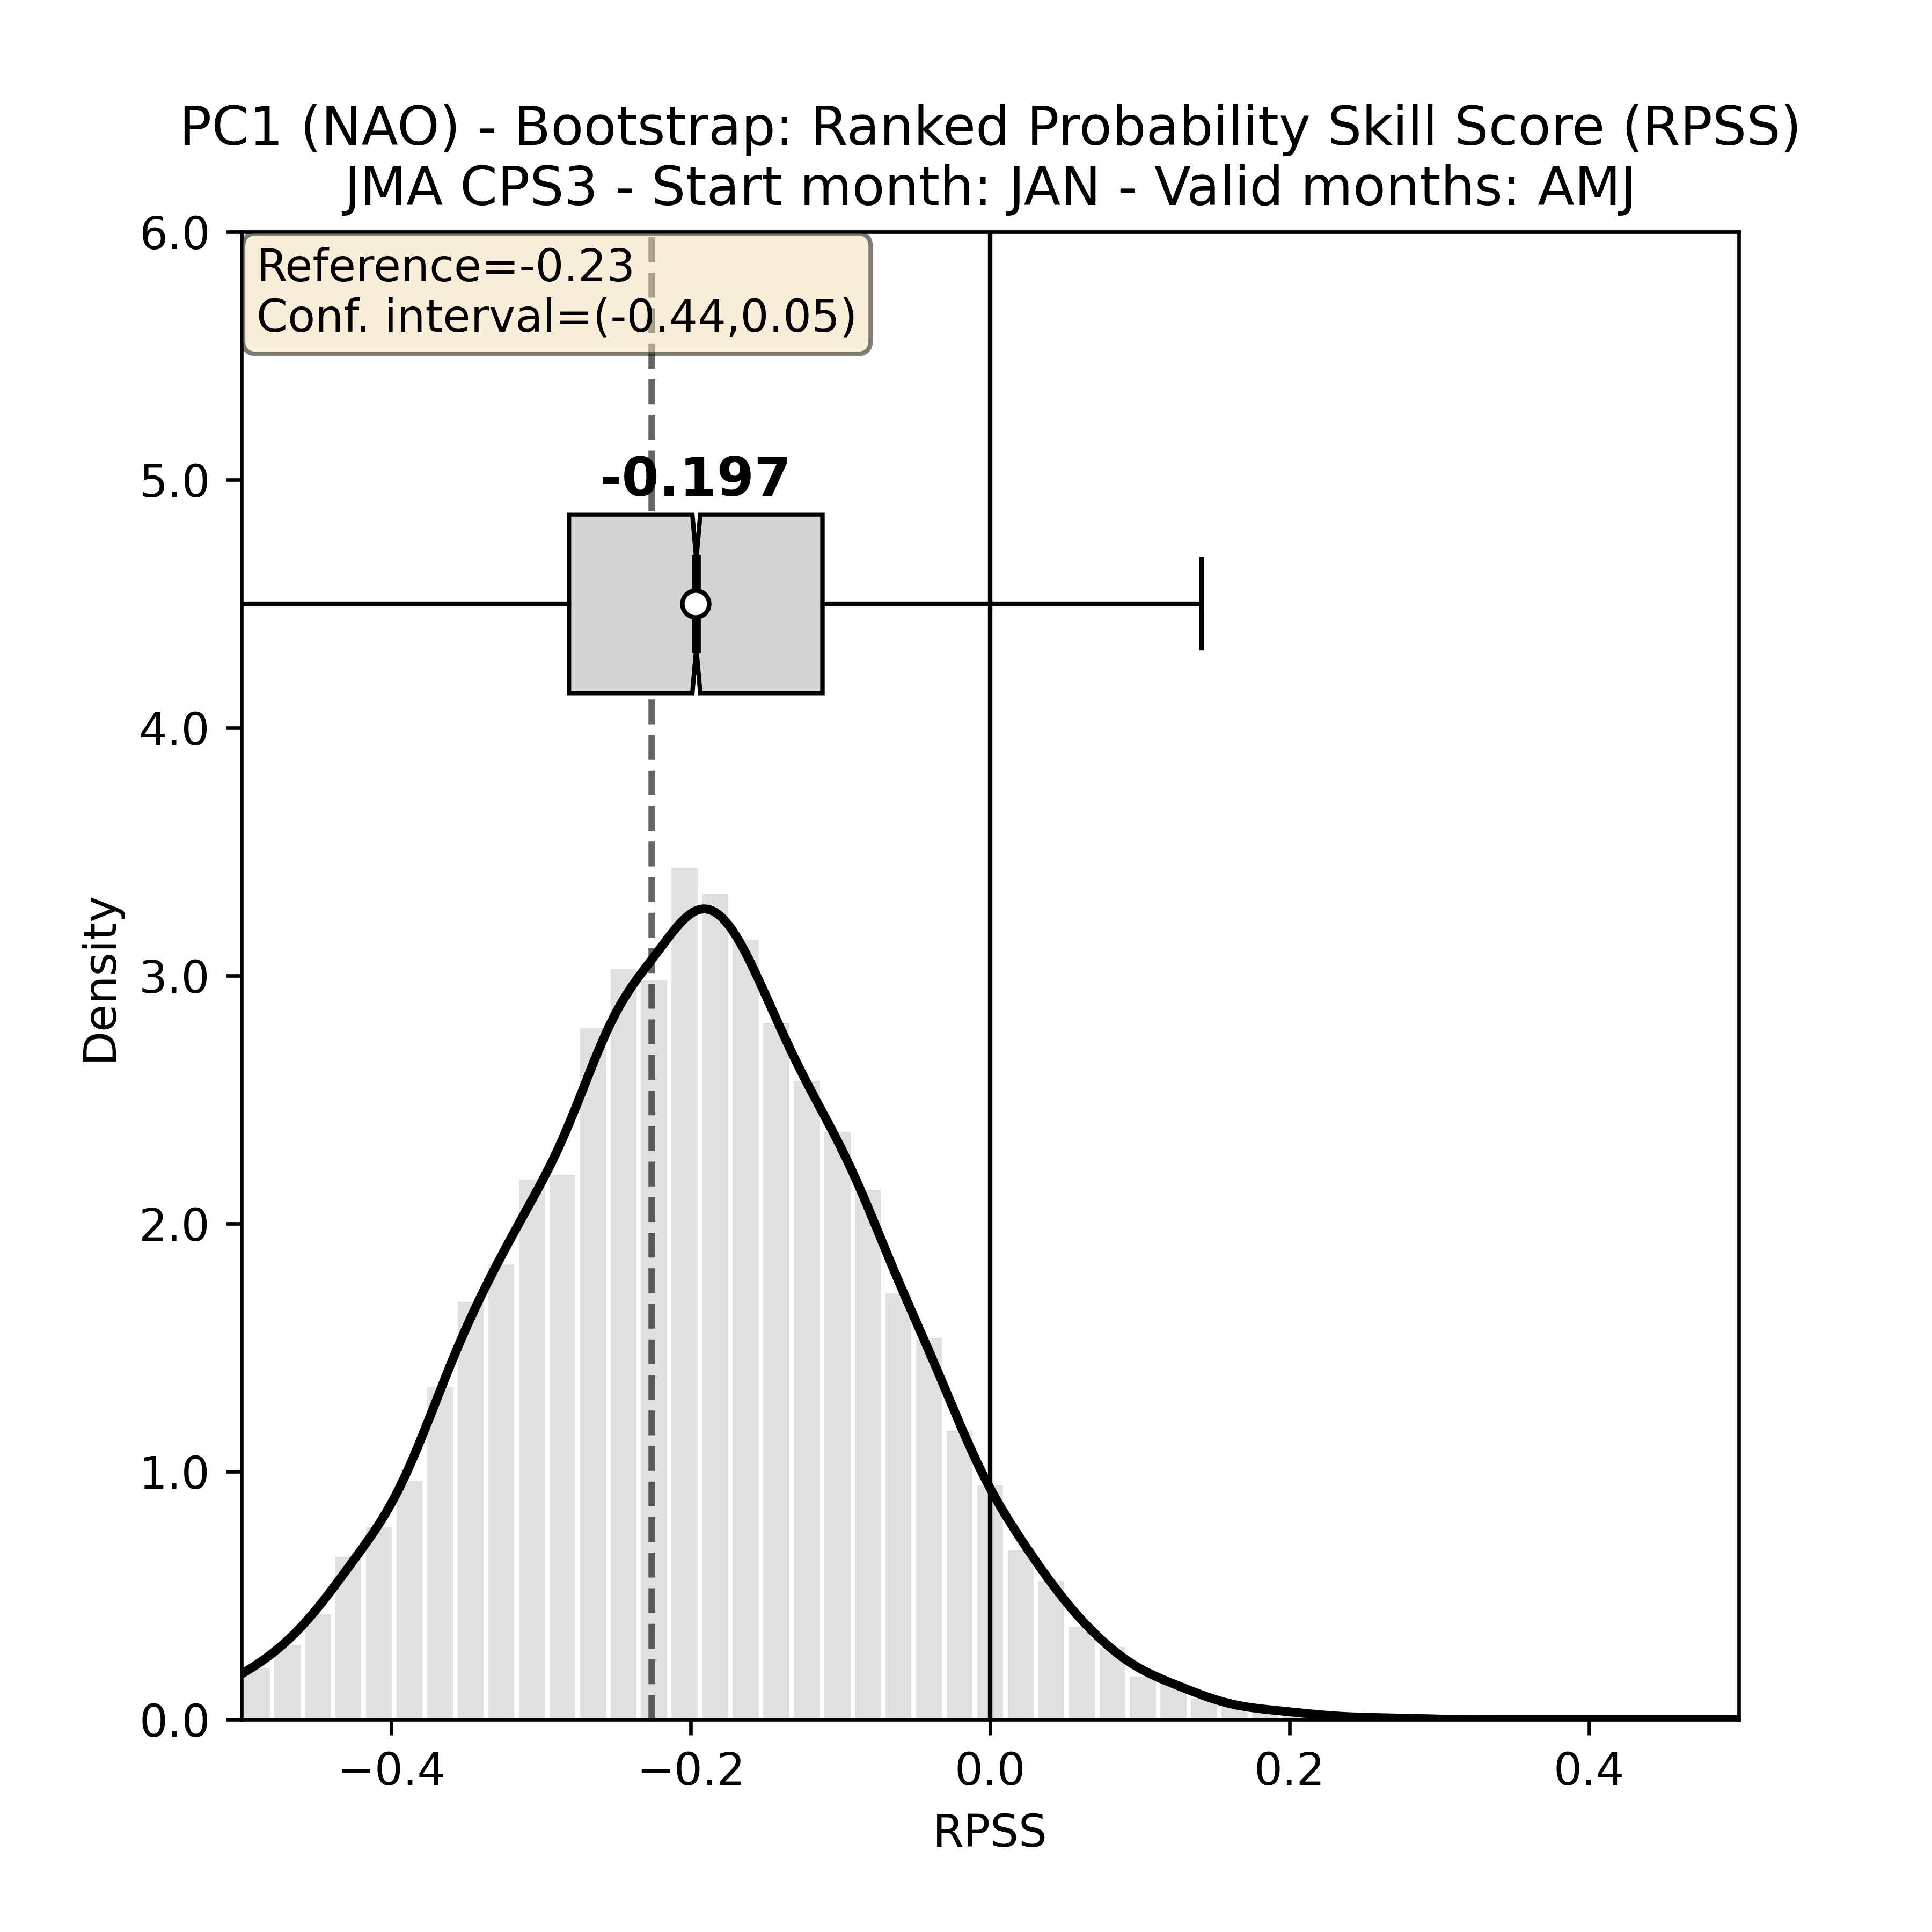 PC1 (NAO) - Bootstrap: Ranked Probability Skill Score (RPSS)
JMA CPS3 - Start month: JAN - Valid months: AMJ
6.0
Reference=-0.23
Conf. interval=(-0.44,0.05)
-0.197
5.0
4.0
Density
3.0
2.0
1.0
0.0
−0.4 −0.2 0.0 0.2 0.4
RPSS